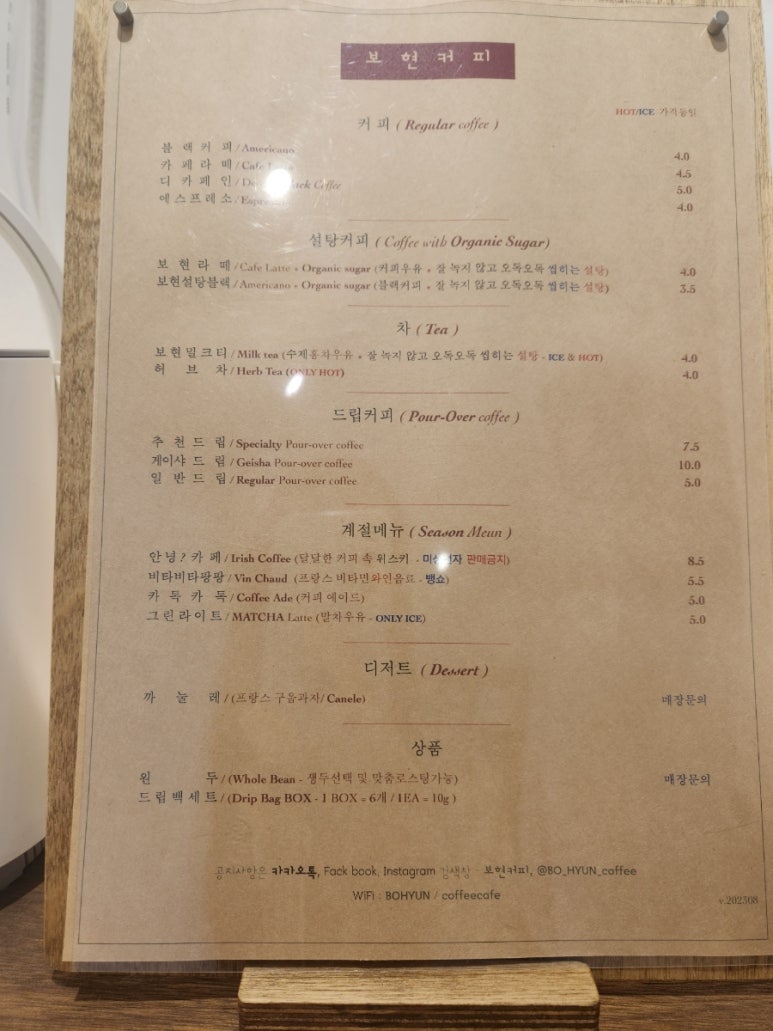 보현커피
HOT/ICE 가격동일
커 피 ( Regular coffee )
블 랙 커 피 / Americano 4.0
카 페 라 떼 / Cafe 4.5
디 카 페 인 / Coffee 5.0
에 스 프 레 소 / 4.0
설탕커피 ( Coffee with Organic Sugar)
보 현 라 떼 / Cafe Latte + Organic sugar (커피우유 + 잘 녹지 않고 오독오독 씹히는 설탕) 4.0
보현설탕블랙 / Americano + Organic sugar (블랙커피 + 잘 녹지 않고 오독오독 씹히는 설탕) 3.5
차 ( Tea )
보현밀크티 / Milk tea (수제홍차우유 + 잘 녹지 않고 오독오독 씹히는 설탕 - ICE & HOT) 4.0
허 브 차 / Herb Tea (ONLY HOT) 4.0
드립커피 ( Pour-Over coffee )
추 천 드 립 / Specialty Pour-over coffee 7.5
게이샤 드 립 / Geisha Pour-over coffee 10.0
일 반 드 립 / Regular Pour-over coffee 5.0
계절메뉴 ( Season Meun )
안녕? 카 페 / Irish Coffee (달달한 커피 속 위스키 - 판매금지) 8.5
비타비타팡팡 / Vin Chaud (프랑스 비타민와인음료 - 뱅쇼) 5.5
카 톡 카 톡 / Coffee Ade (커피 에이드) 5.0
그린라이트 / MATCHA Latte (말차우유 - ONLY ICE) 5.0
디저트 ( Dessert )
까 눌 레 / (프랑스 구움과자/ Canele) 매장문의
상품
원 두 / (Whole Bean - 생두선택 및 맞춤로스팅가능) 매장문의
드립백세트 / (Drip Bag BOX - 1 BOX = 6개 / 1EA = 10g )
공지사항은 카카오톡, Fack book, Instagram 검색창 - 보현커피, @BO_HYUN_coffee
WiFi : BOHYUN / coffeecafe
v.202308